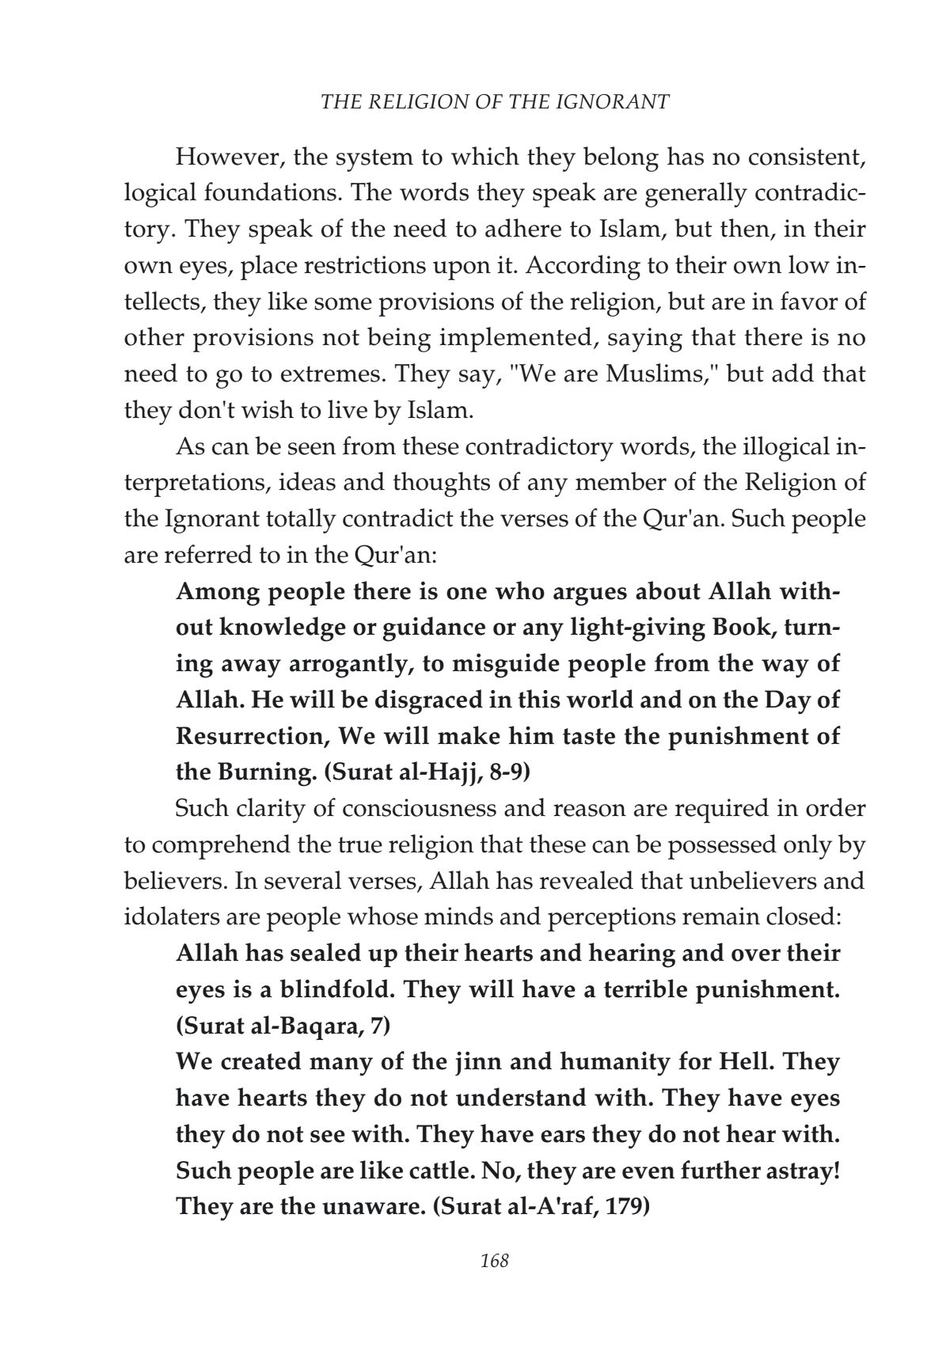 THE RELIGION OF THE IGNORANT
However, the system to which they belong has no consistent,
logical foundations. The words they speak are generally contradic-
tory. They speak of the need to adhere to Islam, but then, in their
own eyes, place restrictions upon it. According to their own low in-
tellects, they like some provisions of the religion, but are in favor of
other provisions not being implemented, saying that there is no
need to go to extremes. They say, "We are Muslims," but add that
they don't wish to live by Islam.
As can be seen from these contradictory words, the illogical in-
terpretations, ideas and thoughts of any member of the Religion of
the Ignorant totally contradict the verses of the Qur'an. Such people
are referred to in the Qur'an:
Among people there is one who argues about Allah with-
out knowledge or guidance or any light-giving Book, turn-
ing away arrogantly, to misguide people from the way of
Allah. He will be disgraced in this world and on the Day of
Resurrection, We will make him taste the punishment of
the Burning. (Surat al-Hajj, 8-9)
Such clarity of consciousness and reason are required in order
to comprehend the true religion that these can be possessed only by
believers. In several verses, Allah has revealed that unbelievers and
idolaters are people whose minds and perceptions remain closed:
Allah has sealed up their hearts and hearing and over their
eyes is a blindfold. They will have a terrible punishment.
(Surat al-Baqara, 7)
We created many of the jinn and humanity for Hell. They
have hearts they do not understand with. They have eyes
they do not see with. They have ears they do not hear with.
Such people are like cattle. No, they are even further astray!
They are the unaware. (Surat al-A'raf, 179)
168